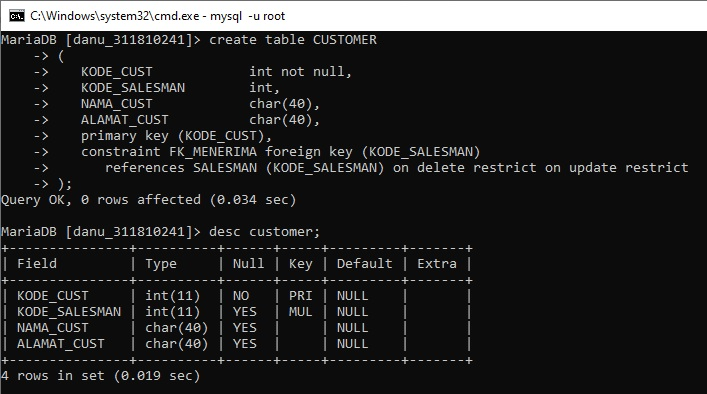 C:\Windows\system32\cmd.exe - mysql  -u root
MariaDB [danu_311810241]> create table CUSTOMER
    -> (
    ->    KODE_CUST            int not null,
    ->    KODE_SALESMAN        int,
    ->    NAMA_CUST            char(40),
    ->    ALAMAT_CUST          char(40),
    ->    primary key (KODE_CUST),
    ->    constraint FK_MENERIMA foreign key (KODE_SALESMAN)
    ->       references SALESMAN (KODE_SALESMAN) on delete restrict on update restrict
    -> );
Query OK, 0 rows affected (0.034 sec)
MariaDB [danu_311810241]> desc customer;
+---------------+----------+------+-----+---------+-------+
| Field         | Type     | Null | Key | Default | Extra |
+---------------+----------+------+-----+---------+-------+
| KODE_CUST     | int(11)  | NO   | PRI | NULL    |       |
| KODE_SALESMAN | int(11)  | YES  | MUL | NULL    |       |
| NAMA_CUST     | char(40) | YES  |     | NULL    |       |
| ALAMAT_CUST   | char(40) | YES  |     | NULL    |       |
+---------------+----------+------+-----+---------+-------+
4 rows in set (0.019 sec)